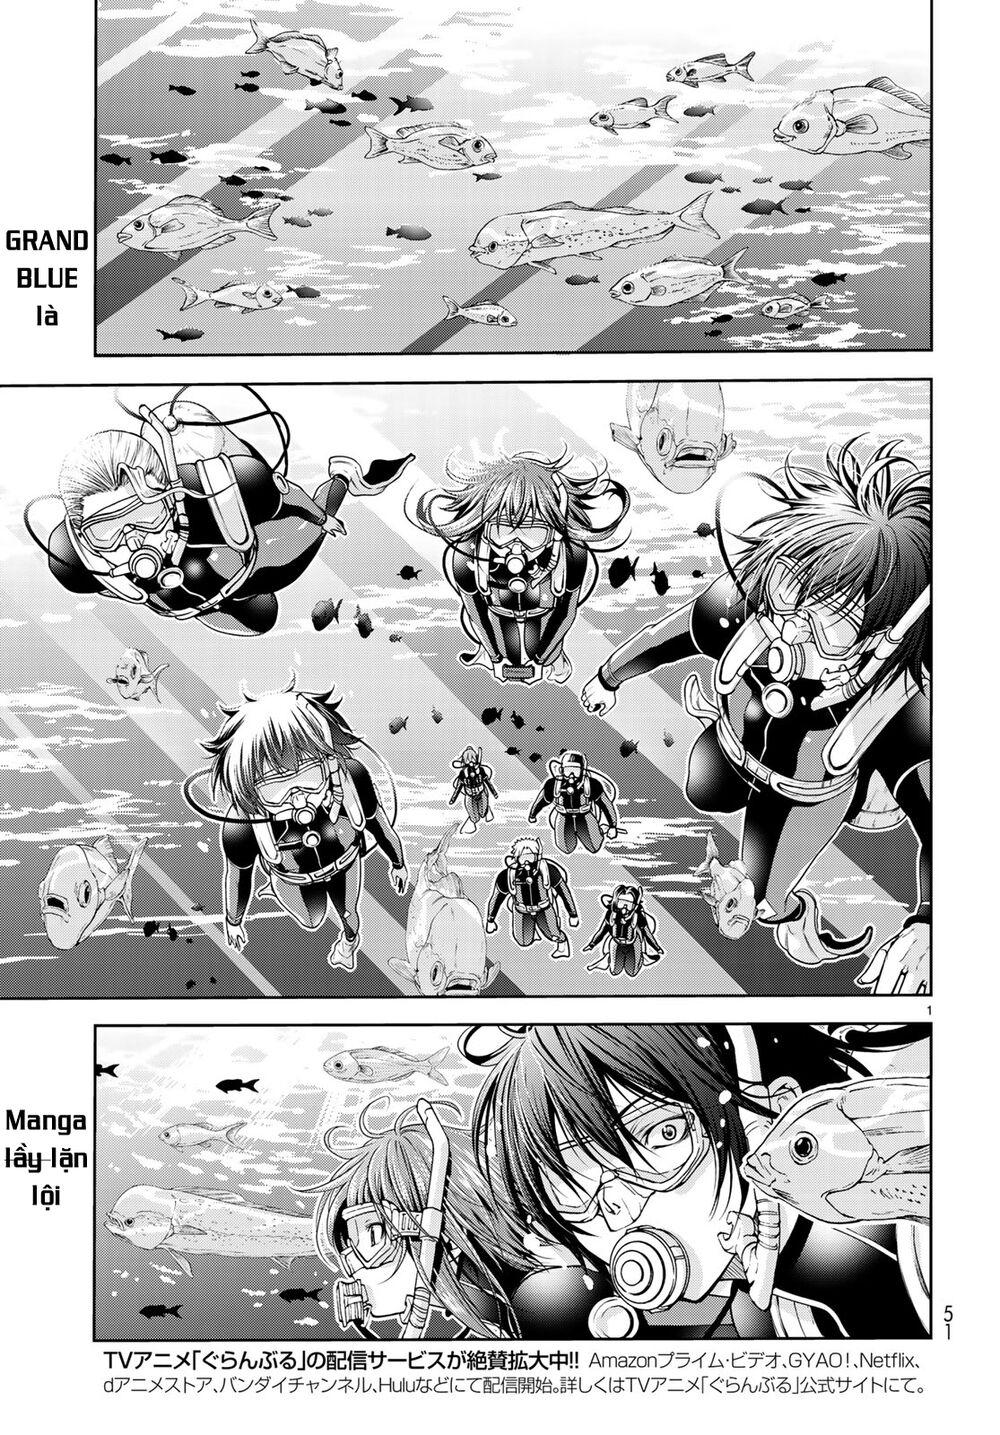 GRAND
BLUE
là
1
Manga
lầy lặn
lội
51
TVアニメ「ぐらんぶる」の配信サービスが絶賛拡大中!! Amazonプライム・ビデオ、GYAO!、Netflix、
dアニメストア、バンダイチャンネル、Huluなどにて配信開始。詳しくはTVアニメ「ぐらんぶる」公式サイトにて。